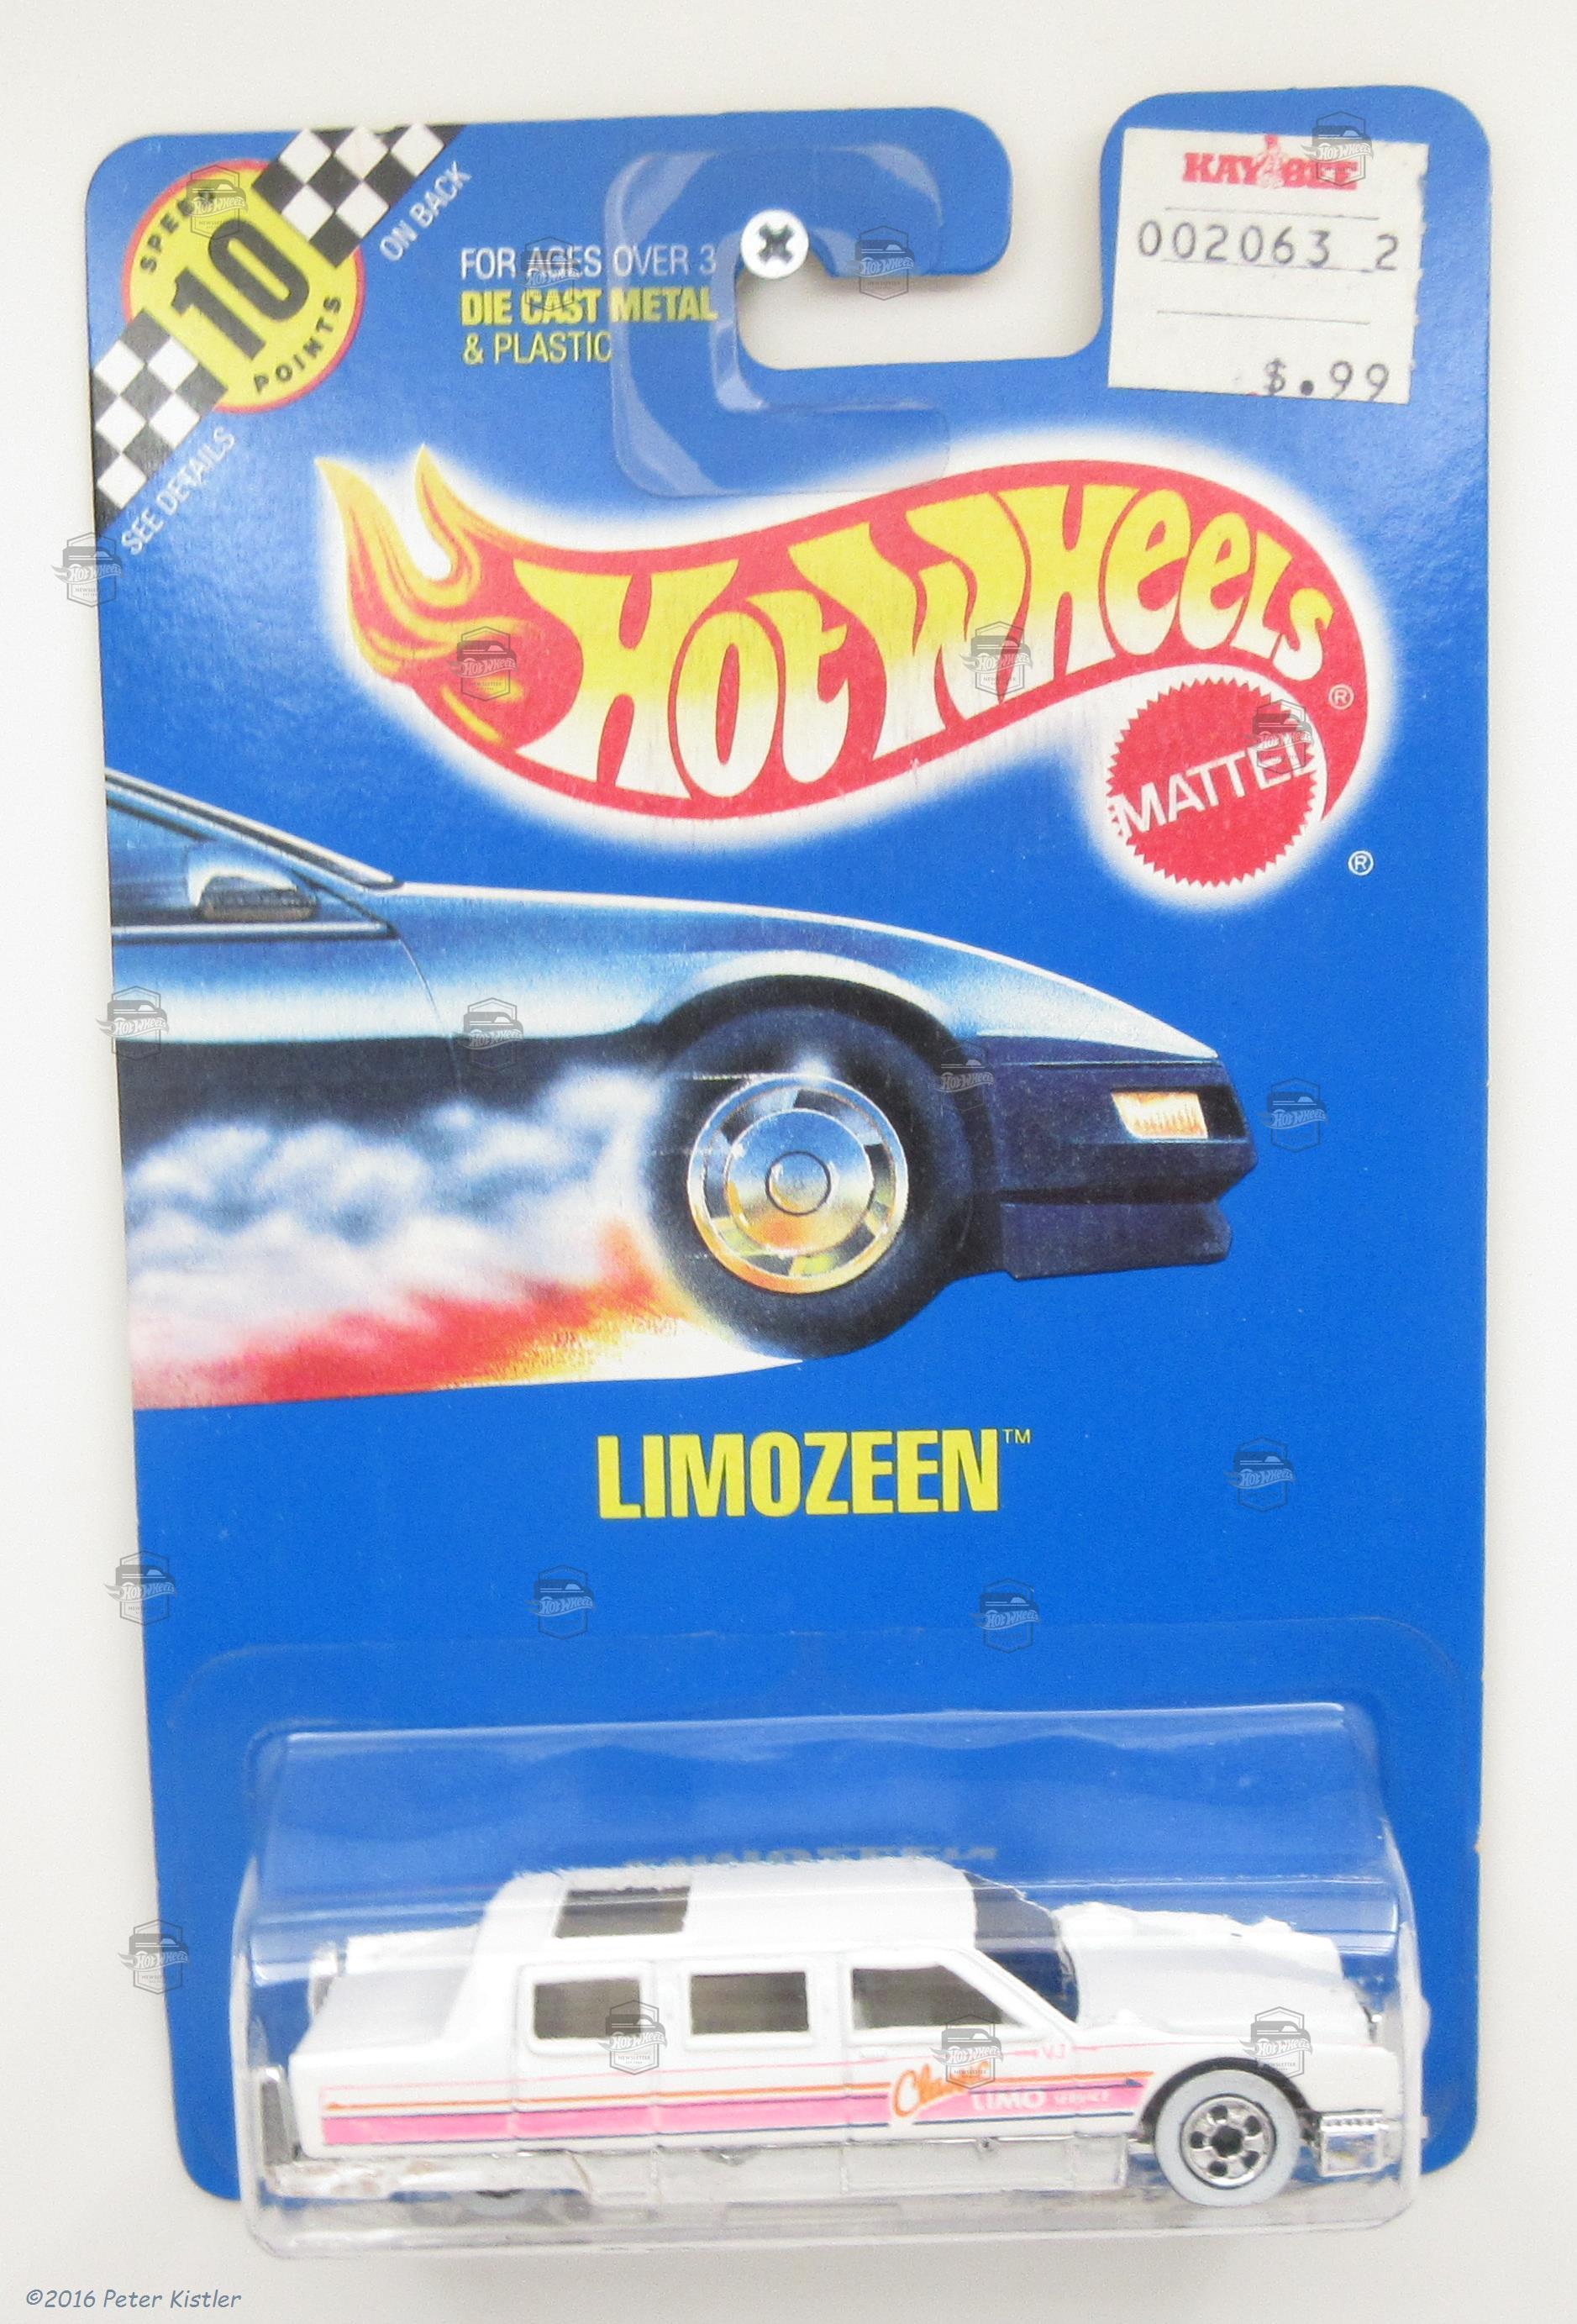 SPEED
10
POINTS
ON BACK
SEE DETAILS
FOR AGES OVER 3
DIE CAST METAL
& PLASTIC
KAY BEE
002063 2
$.99
HOT WHEELS ®
MATTEL
®
LIMOZEEN™
Classic
LIMO
©2016 Peter Kistler